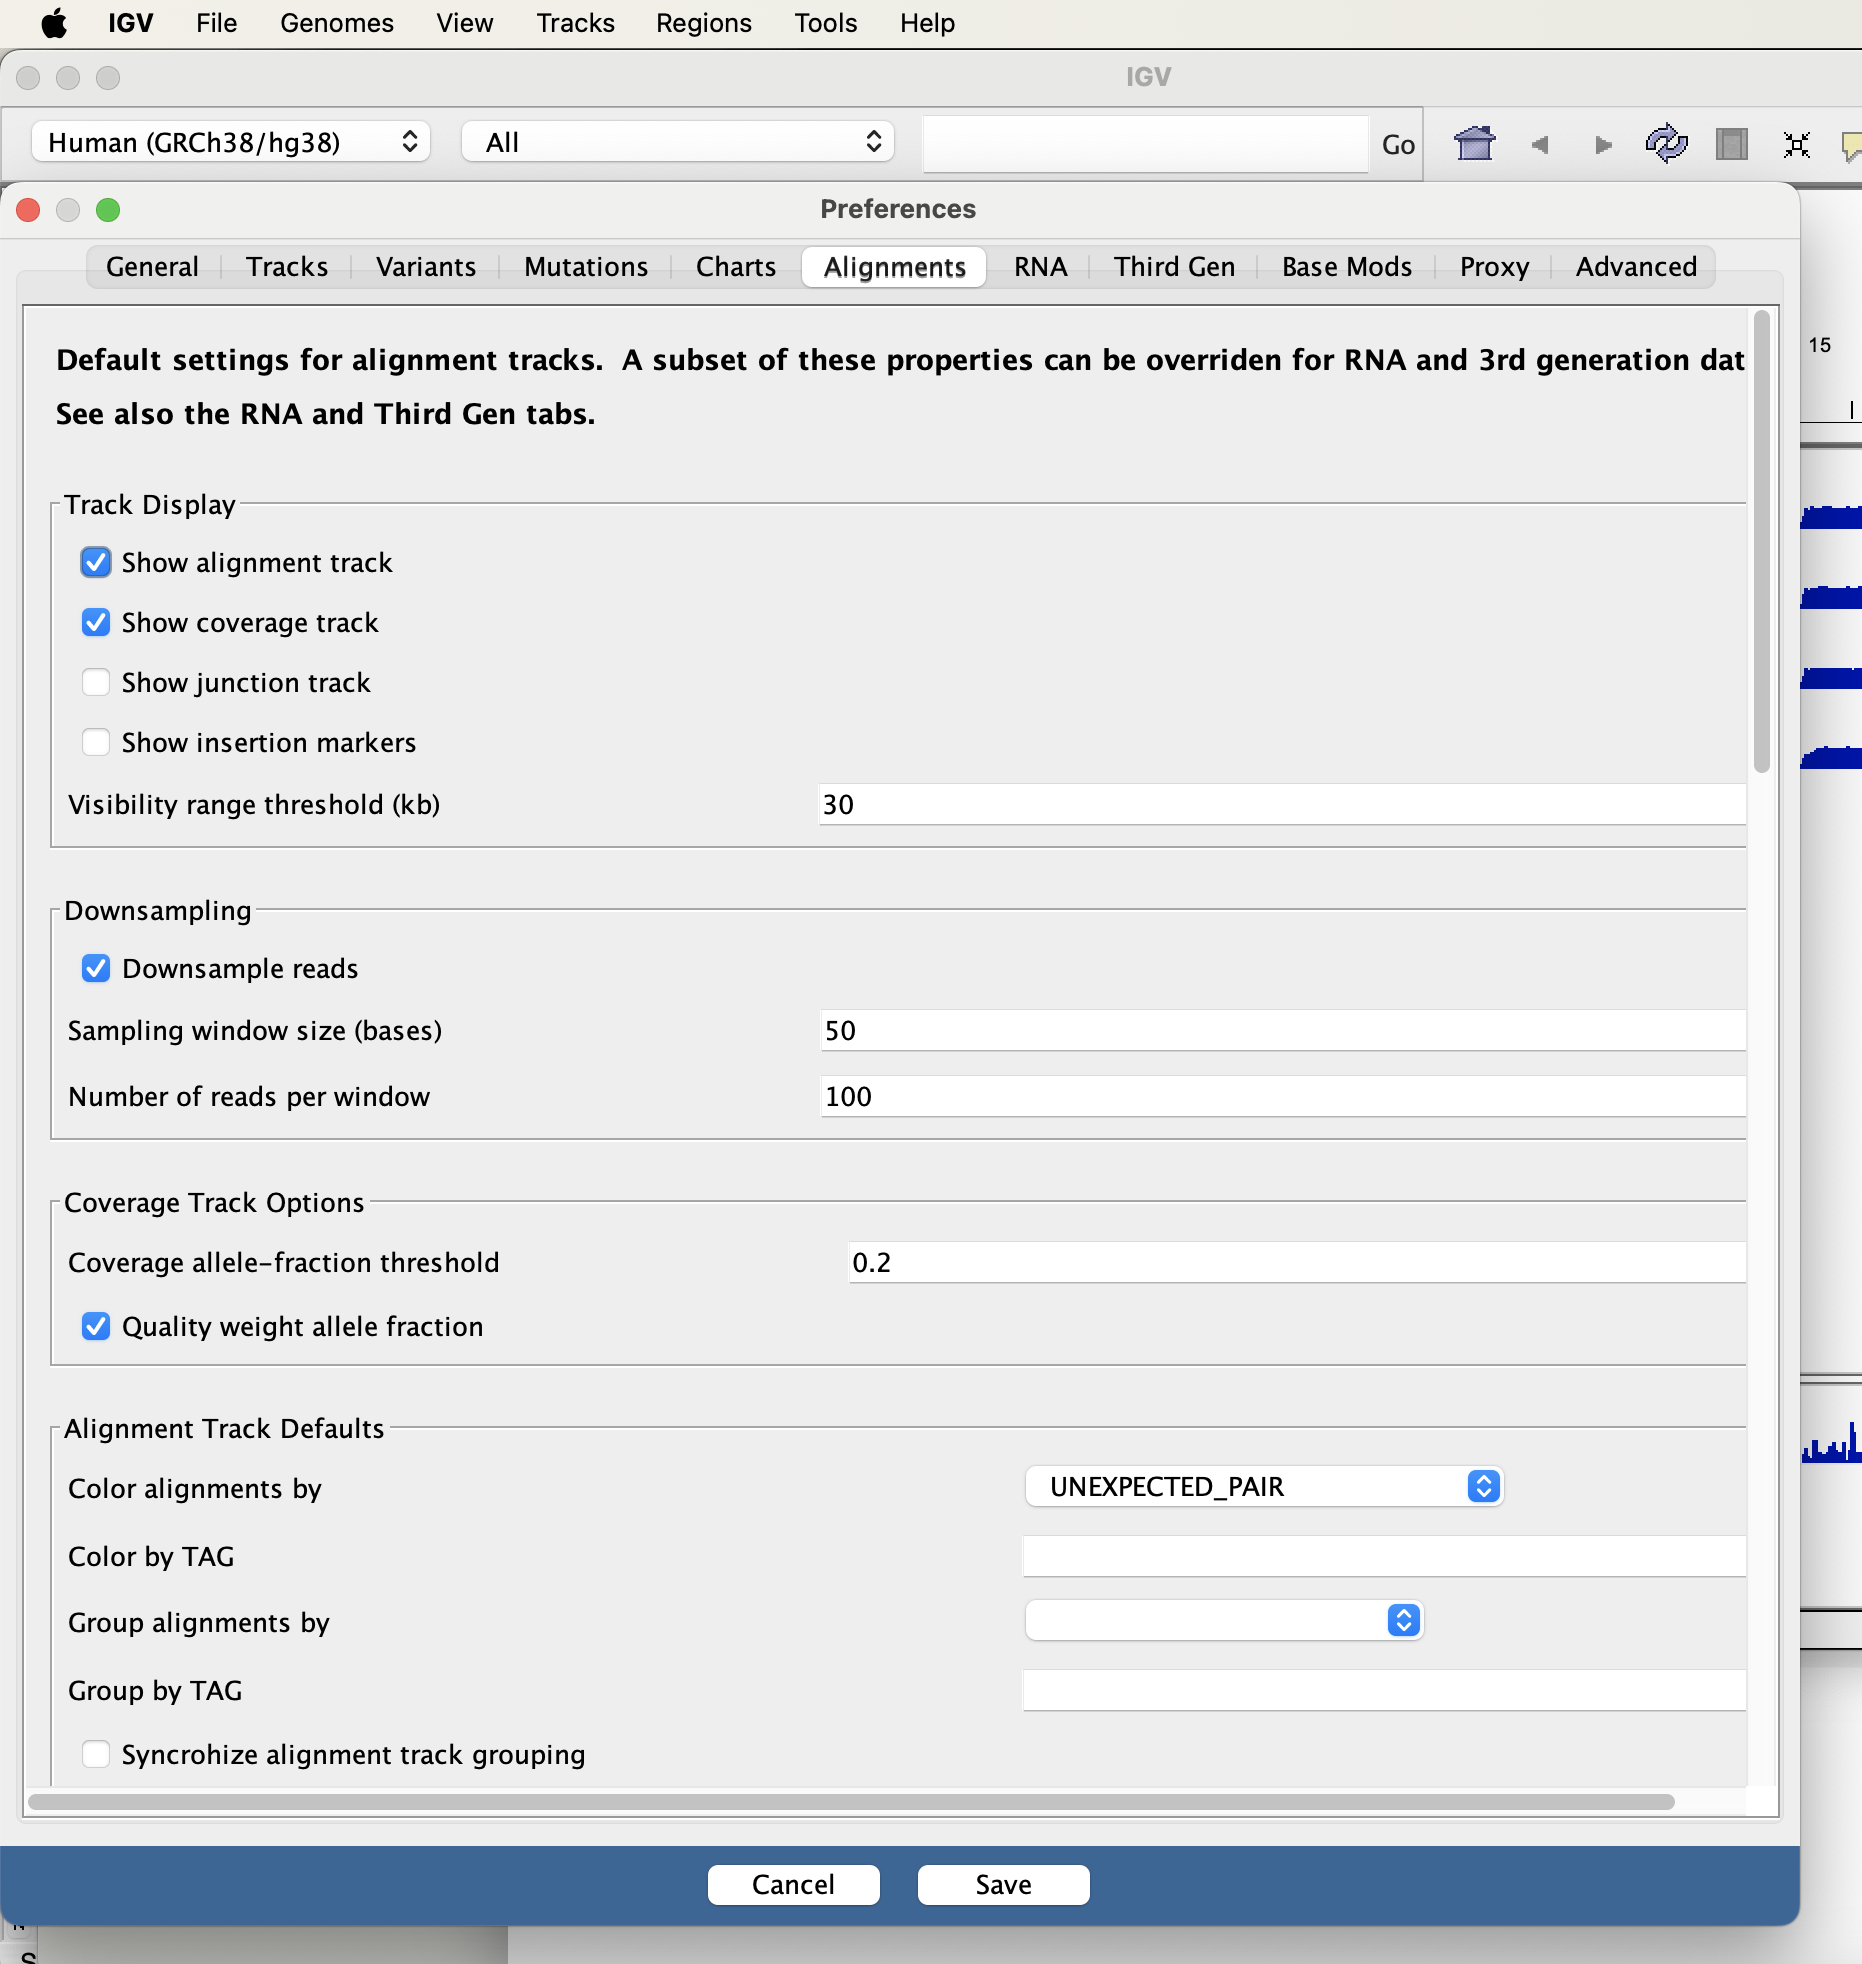 IGV File Genomes View Tracks Regions Tools Help
IGV
Human (GRCh38/hg38) All Go
Preferences
General Tracks Variants Mutations Charts Alignments RNA Third Gen Base Mods Proxy Advanced
Default settings for alignment tracks. A subset of these properties can be overriden for RNA and 3rd generation dat
15
See also the RNA and Third Gen tabs.
Track Display
Show alignment track
Show coverage track
Show junction track
Show insertion markers
Visibility range threshold (kb) 30
Downsampling
Downsample reads
Sampling window size (bases) 50
Number of reads per window 100
Coverage Track Options
Coverage allele-fraction threshold 0.2
Quality weight allele fraction
Alignment Track Defaults
Color alignments by UNEXPECTED_PAIR
Color by TAG
Group alignments by
Group by TAG
Syncrohize alignment track grouping
Cancel Save